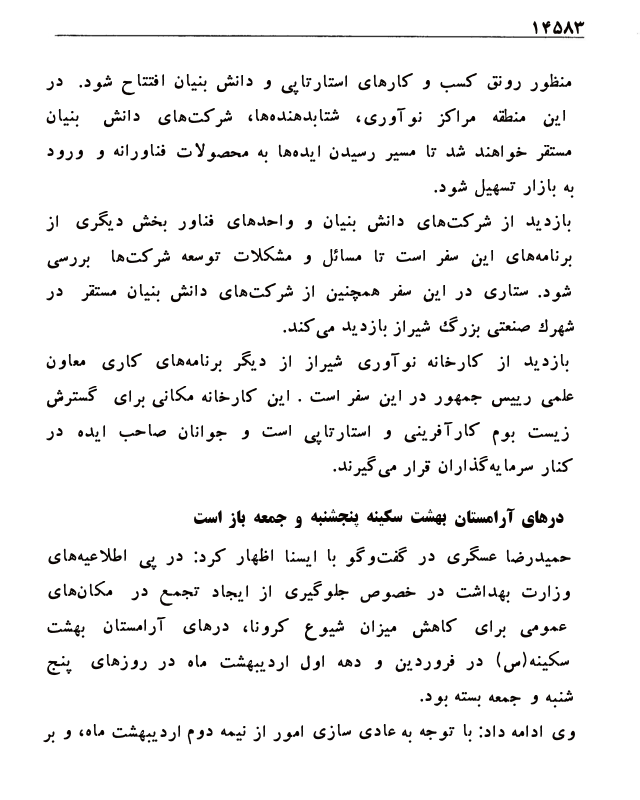 ۱۴۵۸۳
منظور رونق کسب و کارهای استارتاپی و دانش بنیان افتتاح شود. در
این منطقه مراکز نوآوری، شتابدهنده‌ها، شرکت‌های دانش بنیان
مستقر خواهند شد تا مسیر رسیدن ایده‌ها به محصولات فناورانه و ورود
به بازار تسهیل شود.
بازدید از شرکت‌های دانش بنیان و واحدهای فناور بخش دیگری از
برنامه‌های این سفر است تا مسائل و مشکلات توسعه شرکت‌ها بررسی
شود. ستاری در این سفر همچنین از شرکت‌های دانش بنیان مستقر در
شهرك صنعتی بزرگ شیراز بازدید می‌کند.
بازدید از کارخانه نوآوری شیراز از دیگر برنامه‌های کاری معاون
علمی رییس جمهور در این سفر است . این کارخانه مکانی برای گسترش
زیست بوم کارآفرینی و استارتاپی است و جوانان صاحب ایده در
کنار سرمایه‌گذاران قرار می‌گیرند.
درهای آرامستان بهشت سکینه پنجشنبه و جمعه باز است
حمیدرضا عسگری در گفت‌وگو با ایسنا اظهار کرد: در پی اطلاعیه‌های
وزارت بهداشت در خصوص جلوگیری از ایجاد تجمع در مکان‌های
عمومی برای کاهش میزان شیوع کرونا، درهای آرامستان بهشت
سکینه(س) در فروردین و دهه اول اردیبهشت ماه در روزهای پنج
شنبه و جمعه بسته بود.
وی ادامه داد: با توجه به عادی سازی امور از نیمه دوم اردیبهشت ماه، و بر